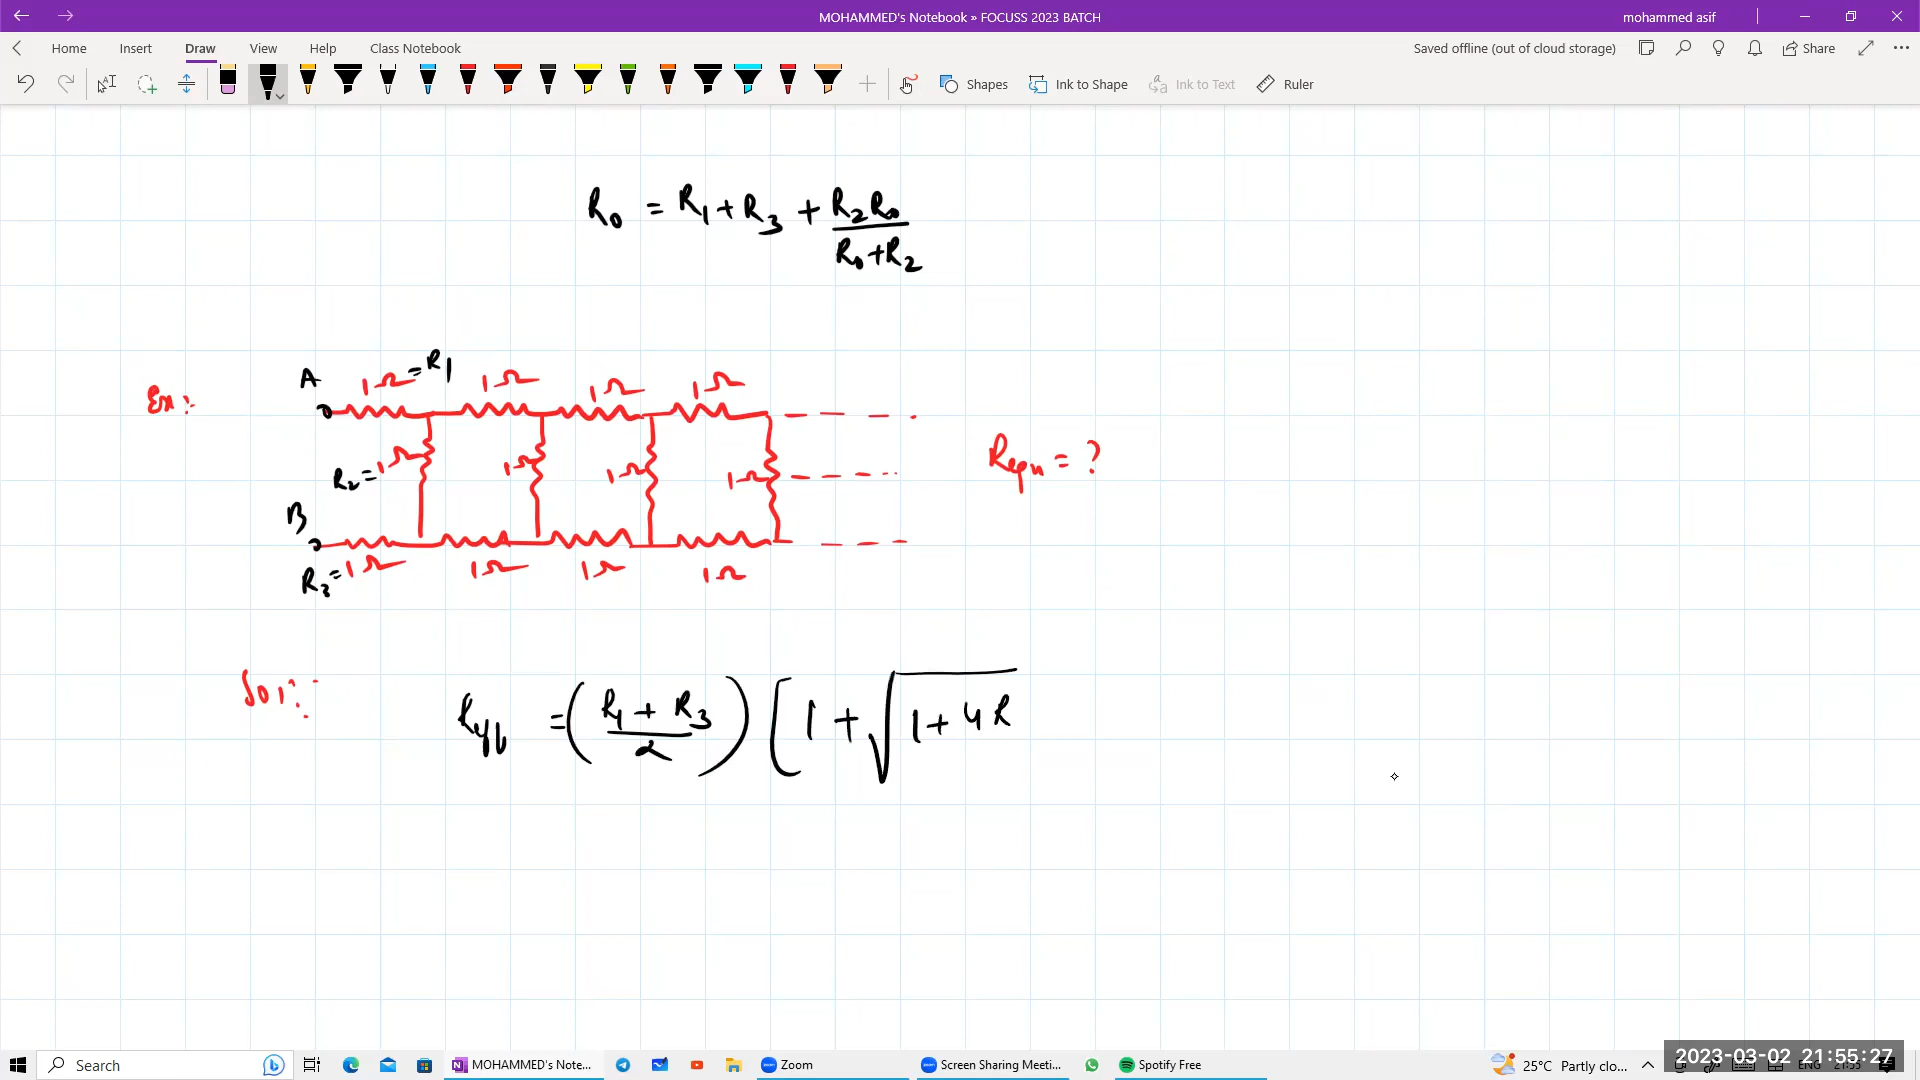 MOHAMMED's Notebook » FOCUSS 2023 BATCH
mohammed asif
Home Insert Draw View Help Class Notebook
Saved offline (out of cloud storage)
Share
Shapes Ink to Shape Ink to Text Ruler
R₀ = R₁ + R₃ + R₂R₀ / R₀+R₂
Ex:
A 1Ω = R₁ 1Ω 1Ω 1Ω
R₂ = 1Ω 1Ω 1Ω 1Ω
Reqn = ?
B
R₃ = 1Ω 1Ω 1Ω 1Ω
Sol:
= (R₁ + R₃ / 2) [1 + √1 + 4R
Search
MOHAMMED's Note...
Zoom
Screen Sharing Meeti...
Spotify Free
25°C Partly clo...
ENG
2023-03-02 21:55:27